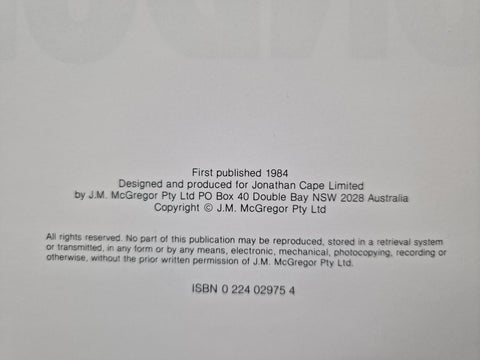 First published 1984
Designed and produced for Jonathan Cape Limited
by J.M. McGregor Pty Ltd PO Box 40 Double Bay NSW 2028 Australia
Copyright © J.M. McGregor Pty Ltd
All rights reserved. No part of this publication may be reproduced, stored in a retrieval system
or transmitted, in any form or by any means, electronic, mechanical, photocopying, recording or
otherwise, without the prior written permission of J.M. McGregor Pty Ltd.
ISBN 0 224 02975 4